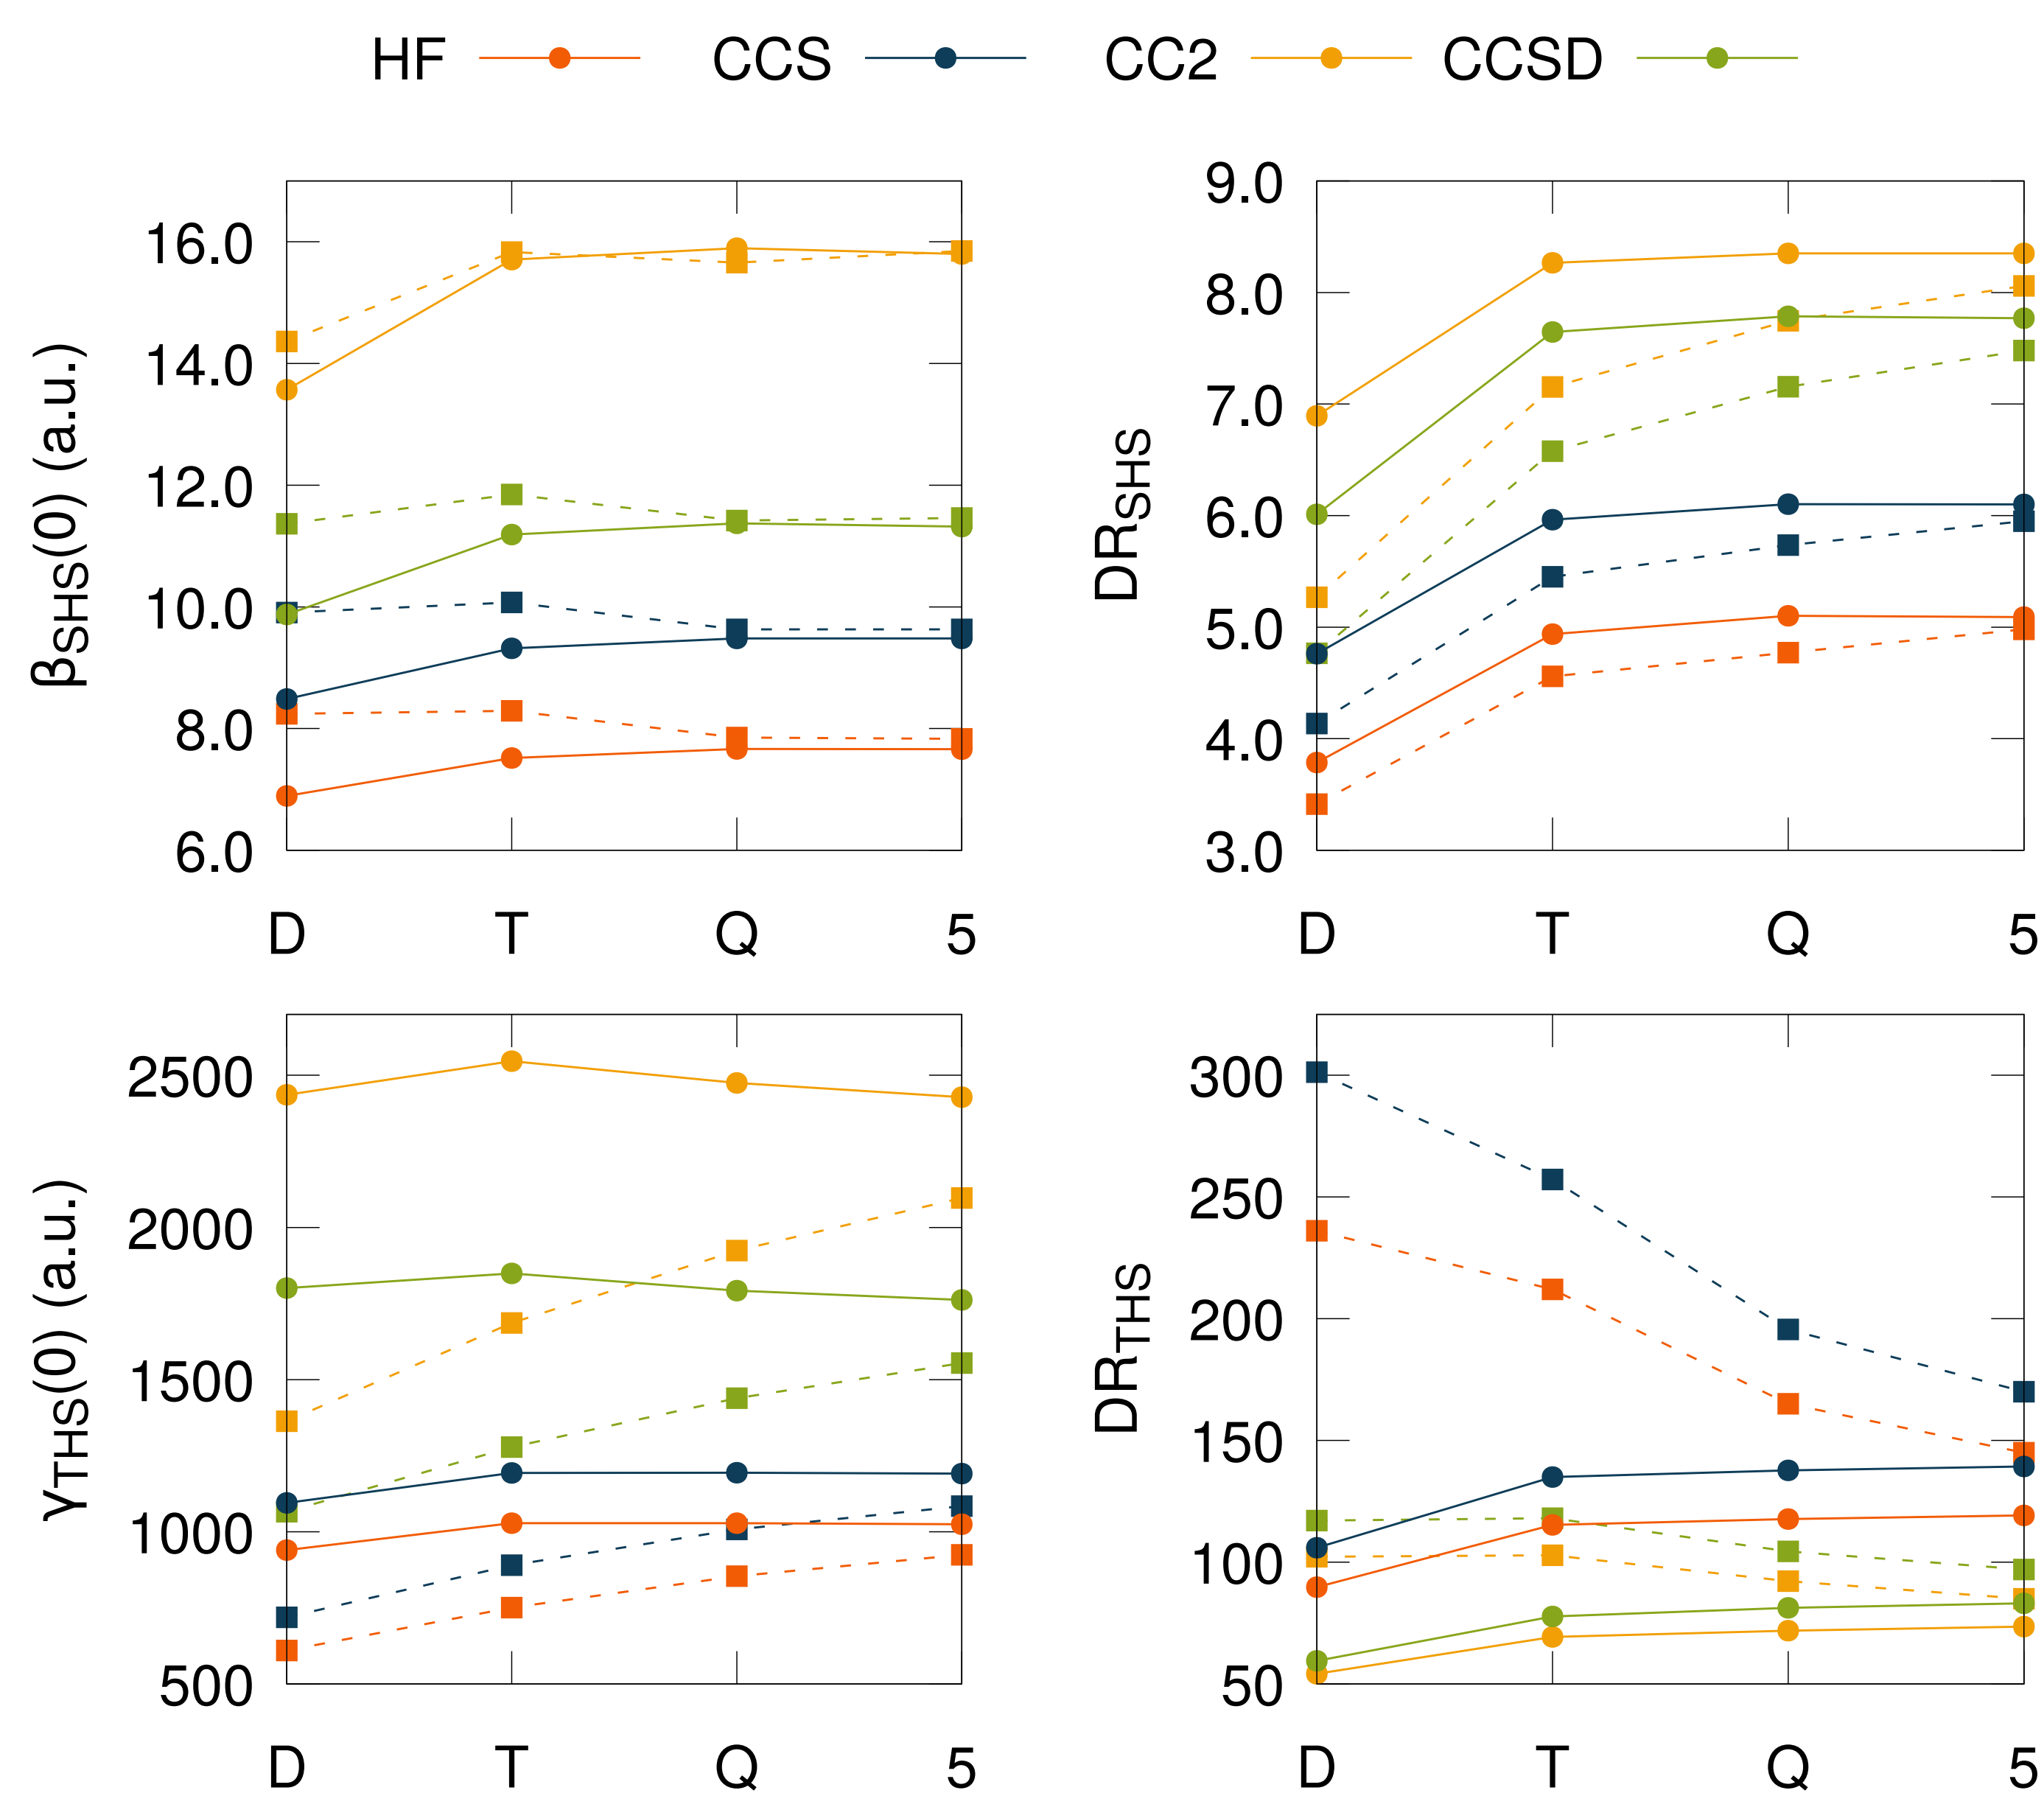 HF CCS CC2 CCSD
βSHS(0) (a.u.)
16.0
14.0
12.0
10.0
8.0
6.0
D T Q 5
DRSHS
9.0
8.0
7.0
6.0
5.0
4.0
3.0
D T Q 5
γTHS(0) (a.u.)
2500
2000
1500
1000
500
D T Q 5
DRTHS
300
250
200
150
100
50
D T Q 5